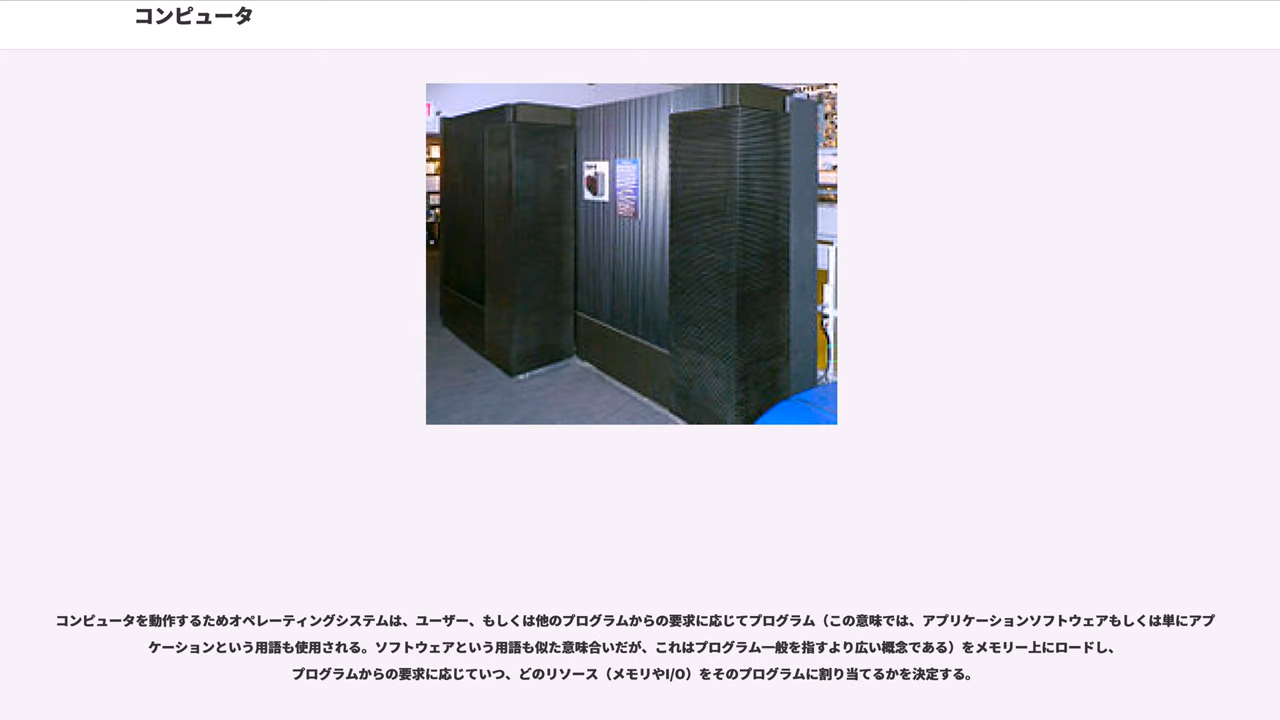 コンピュータ
コンピュータを動作するためオペレーティングシステムは、ユーザー、もしくは他のプログラムからの要求に応じてプログラム（この意味では、アプリケーションソフトウェアもしくは単にアプ
ケーションという用語も使用される。ソフトウェアという用語も似た意味合いだが、これはプログラム一般を指すより広い概念である）をメモリー上にロードし、
プログラムからの要求に応じていつ、どのリソース（メモリやI/O）をそのプログラムに割り当てるかを決定する。